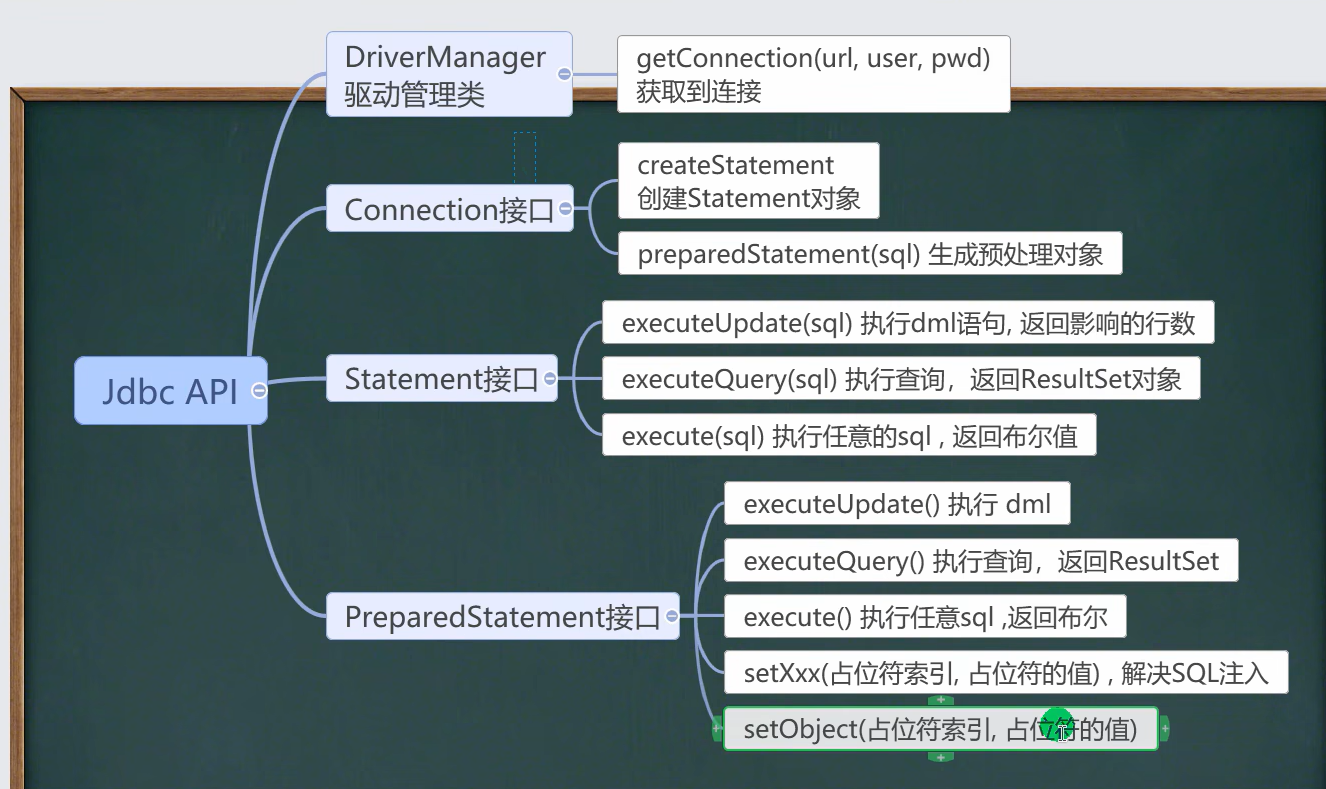 DriverManager
驱动管理类
getConnection(url, user, pwd)
获取到连接
createStatement
创建Statement对象
Connection接口
preparedStatement(sql) 生成预处理对象
executeUpdate(sql) 执行dml语句, 返回影响的行数
Statement接口
executeQuery(sql) 执行查询，返回ResultSet对象
Jdbc API
execute(sql) 执行任意的sql , 返回布尔值
executeUpdate() 执行 dml
executeQuery() 执行查询，返回ResultSet
PreparedStatement接口
execute() 执行任意sql ,返回布尔
setXxx(占位符索引, 占位符的值) , 解决SQL注入
setObject(占位符索引, 占位符的值)